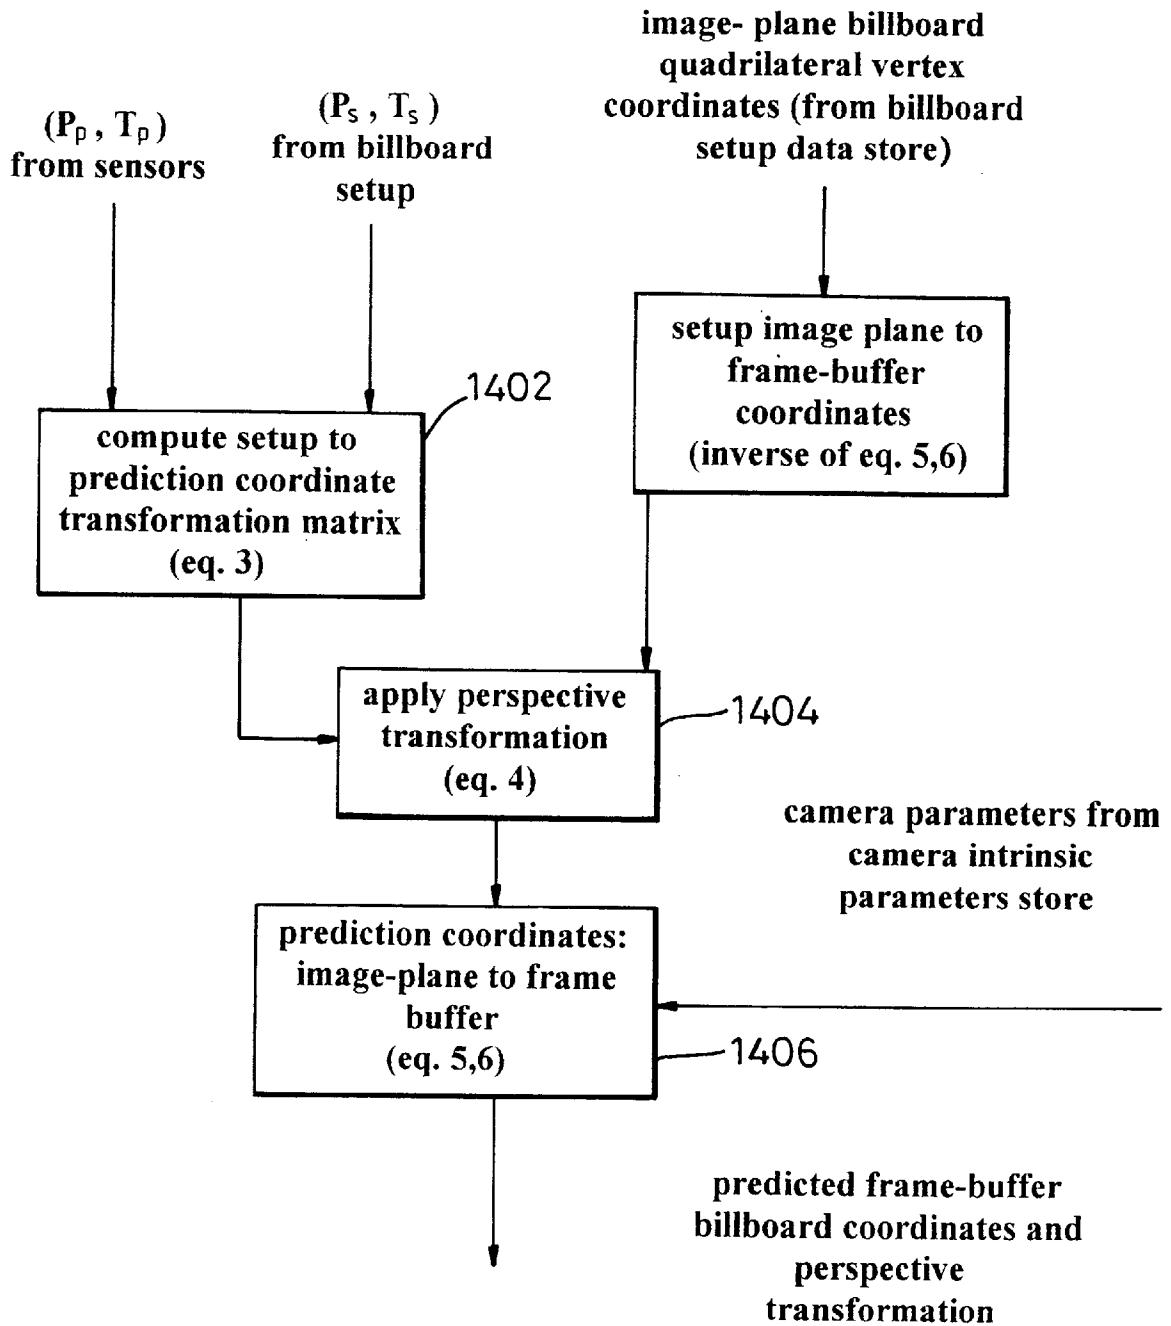 image- plane billboard
quadrilateral vertex
coordinates (from billboard
setup data store)
(Pp , Tp)
from sensors
(Ps , Ts)
from billboard
setup
setup image plane to
frame-buffer
coordinates
(inverse of eq. 5,6)
1402
compute setup to
prediction coordinate
transformation matrix
(eq. 3)
apply perspective
transformation
(eq. 4)
1404
camera parameters from
camera intrinsic
parameters store
prediction coordinates:
image-plane to frame
buffer
(eq. 5,6)
1406
predicted frame-buffer
billboard coordinates and
perspective
transformation